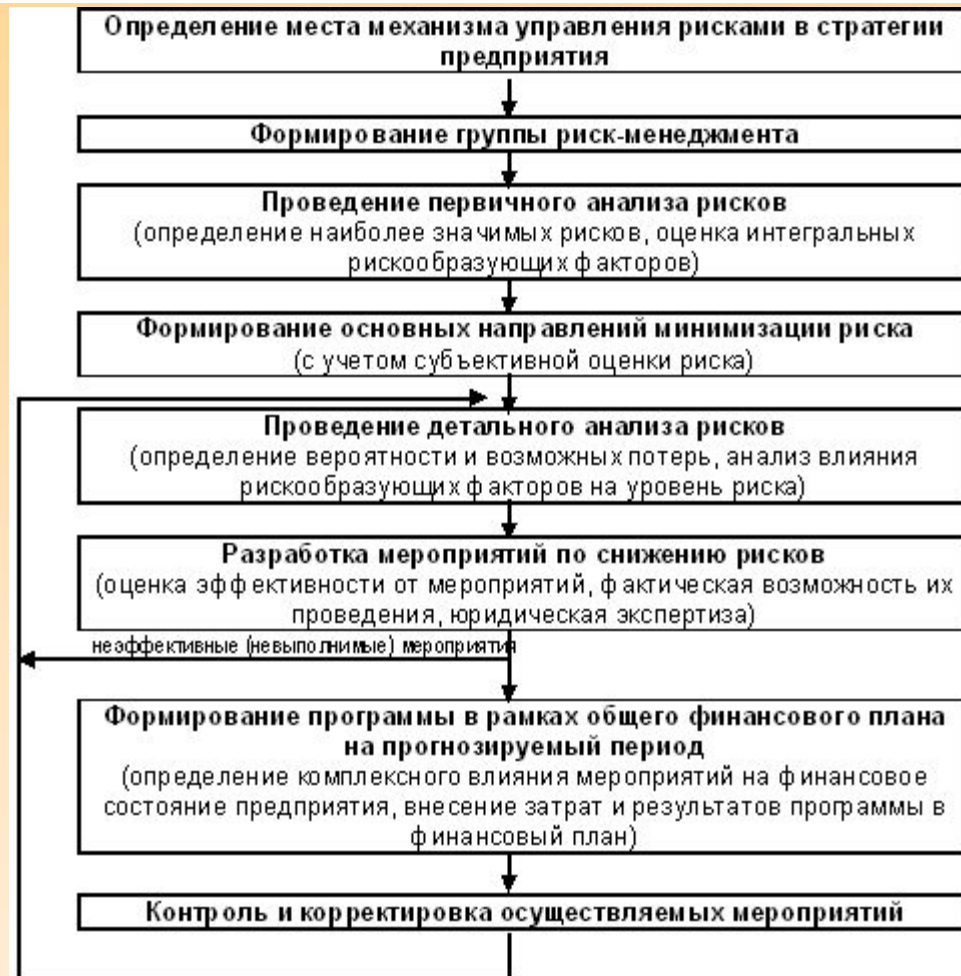 Определение места механизма управления рисками в стратегии
предприятия
Формирование группы риск-менеджмента
Проведение первичного анализа рисков
(определение наиболее значимых рисков, оценка интегральных
рискообразующих факторов)
Формирование основных направлений минимизации риска
(с учетом субъективной оценки риска)
Проведение детального анализа рисков
(определение вероятности и возможных потерь, анализ влияния
рискообразующих факторов на уровень риска)
Разработка мероприятий по снижению рисков
(оценка эффективности от мероприятий, фактическая возможность их
проведения, юридическая экспертиза)
неэффективные (невыполнимые) мероприятия
Формирование программы в рамках общего финансового плана
на прогнозируемый период
(определение комплексного влияния мероприятий на финансовое
состояние предприятия, внесение затрат и результатов программы в
финансовый план)
Контроль и корректировка осуществляемых мероприятий